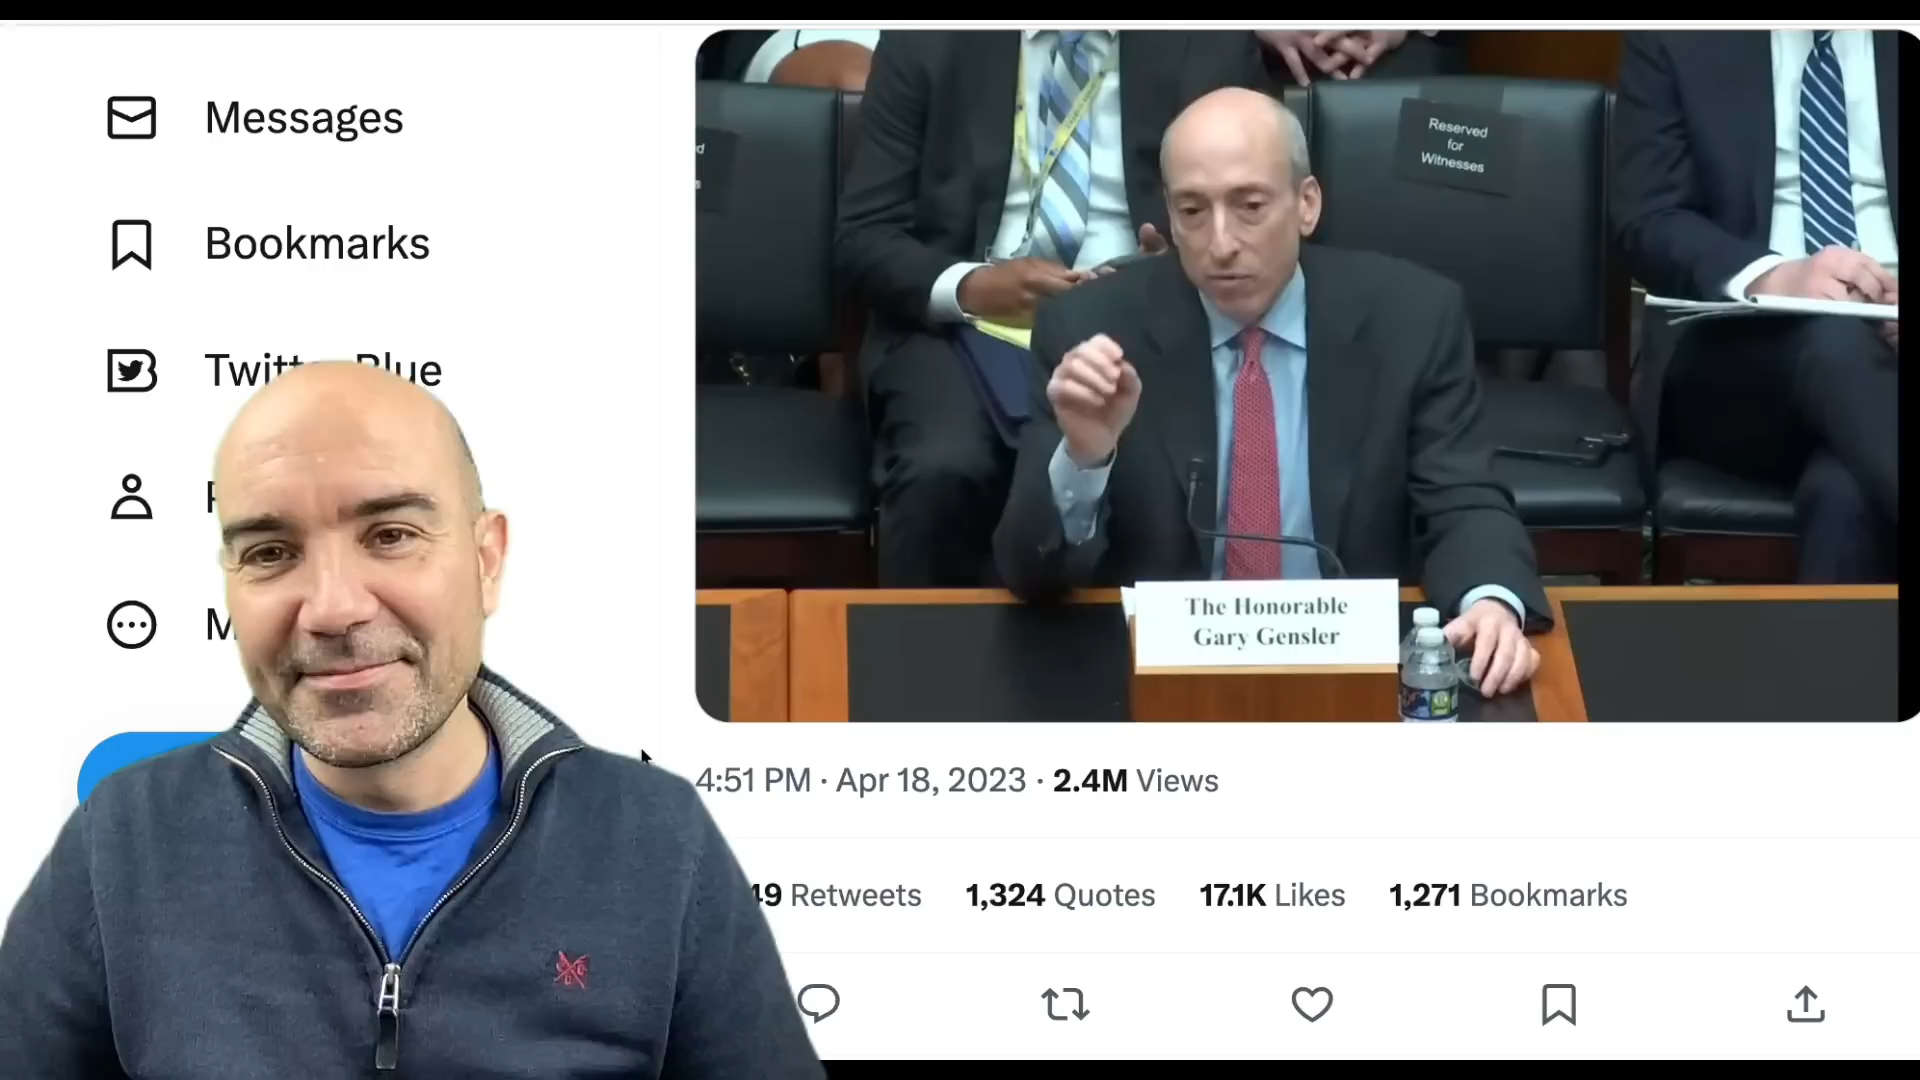 Messages
Bookmarks
Reserved
for
Witnesses
The Honorable
Gary Gensler
4:51 PM · Apr 18, 2023 · 2.4M Views
Retweets 1,324 Quotes 17.1K Likes 1,271 Bookmarks